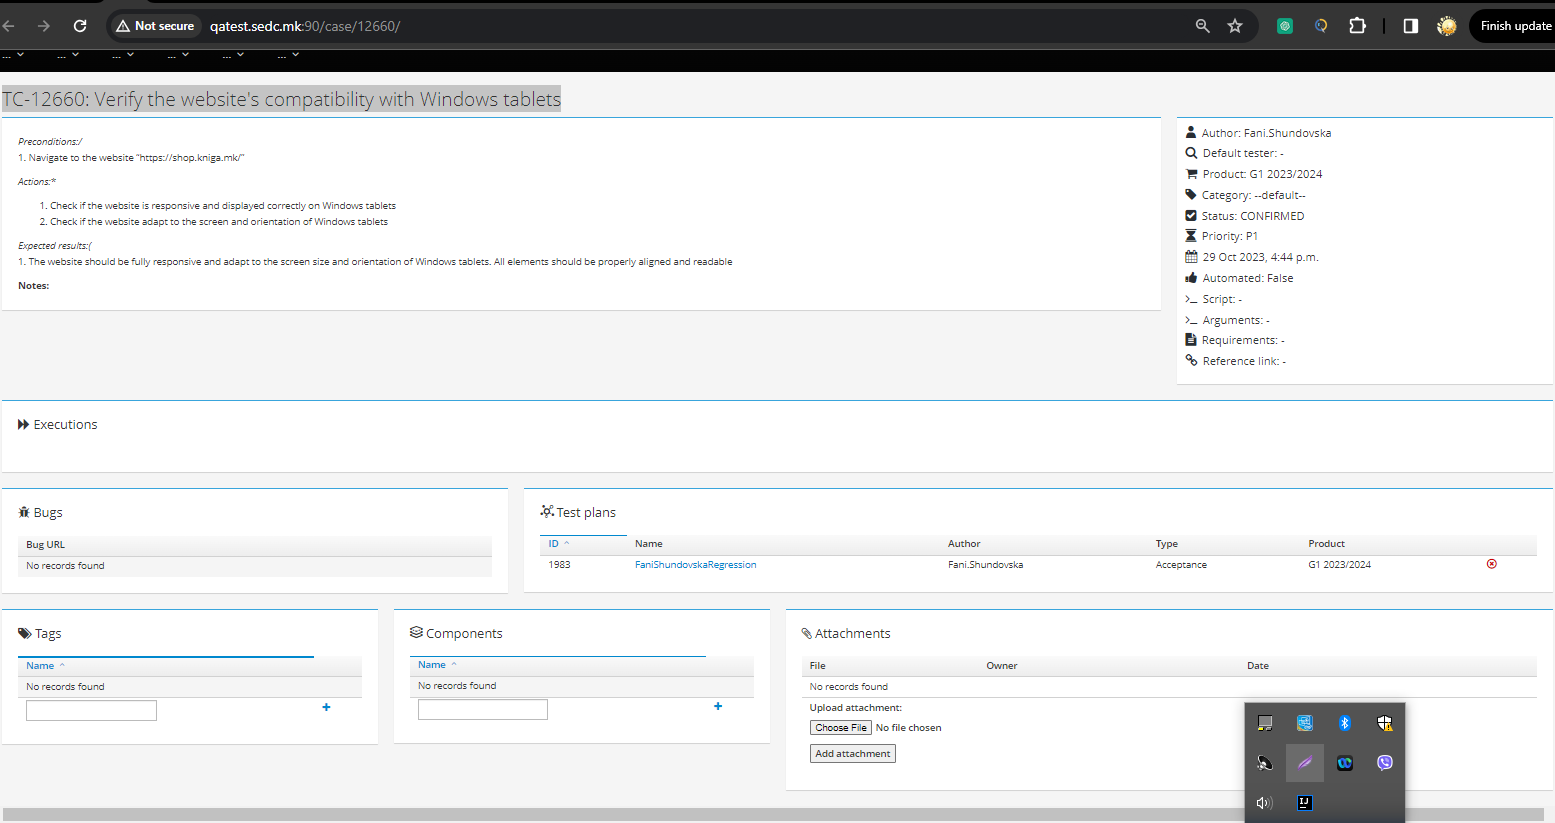 Not secure
qatest.sedc.mk:90/case/12660/
Finish update
... ... ... ... ... ...
TC-12660: Verify the website's compatibility with Windows tablets
Preconditions:/
1. Navigate to the website “https://shop.kniga.mk/”
Actions:*
1. Check if the website is responsive and displayed correctly on Windows tablets
2. Check if the website adapt to the screen and orientation of Windows tablets
Expected results:(
1. The website should be fully responsive and adapt to the screen size and orientation of Windows tablets. All elements should be properly aligned and readable
Notes:
Author: Fani.Shundovska
Default tester: -
Product: G1 2023/2024
Category: --default--
Status: CONFIRMED
Priority: P1
29 Oct 2023, 4:44 p.m.
Automated: False
Script: -
Arguments: -
Requirements: -
Reference link: -
Executions
Bugs
Bug URL
No records found
Test plans
ID Name Author Type Product
1983 FaniShundovskaRegression Fani.Shundovska Acceptance G1 2023/2024
Tags
Name
No records found
+
Components
Name
No records found
+
Attachments
File Owner Date
No records found
Upload attachment:
Choose File No file chosen
Add attachment
IJ